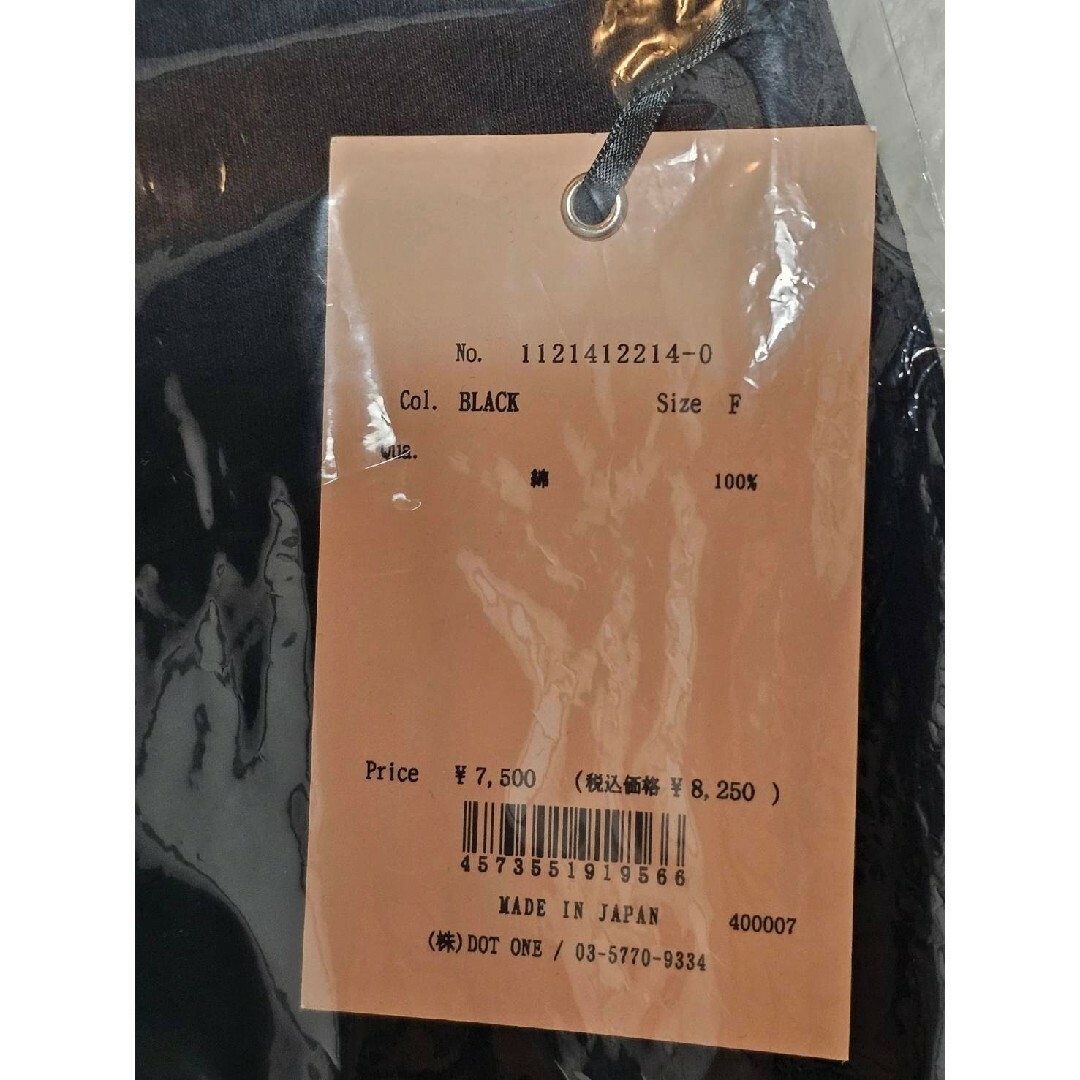 No. 1121412214-0
Col. BLACK Size F
Qua.
綿 100%
Price ¥7,500 (税込価格 ¥8,250 )
4573551919566
MADE IN JAPAN 400007
(株)DOT ONE / 03-5770-9334